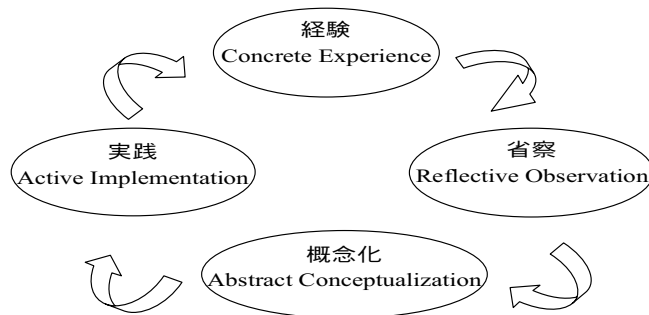 経験
Concrete Experience
省察
Reflective Observation
概念化
Abstract Conceptualization
実践
Active Implementation